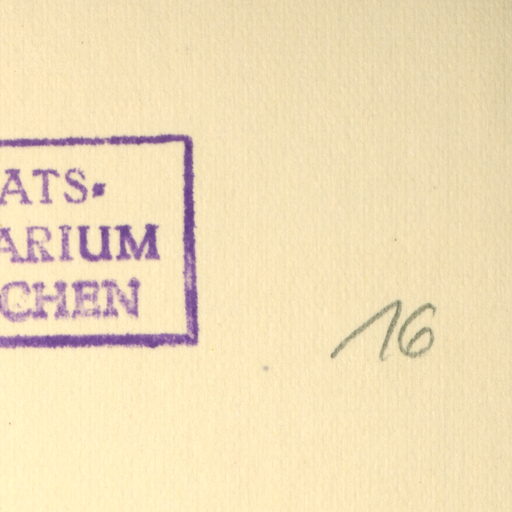 ATS-
ARIUM
CHEN
16